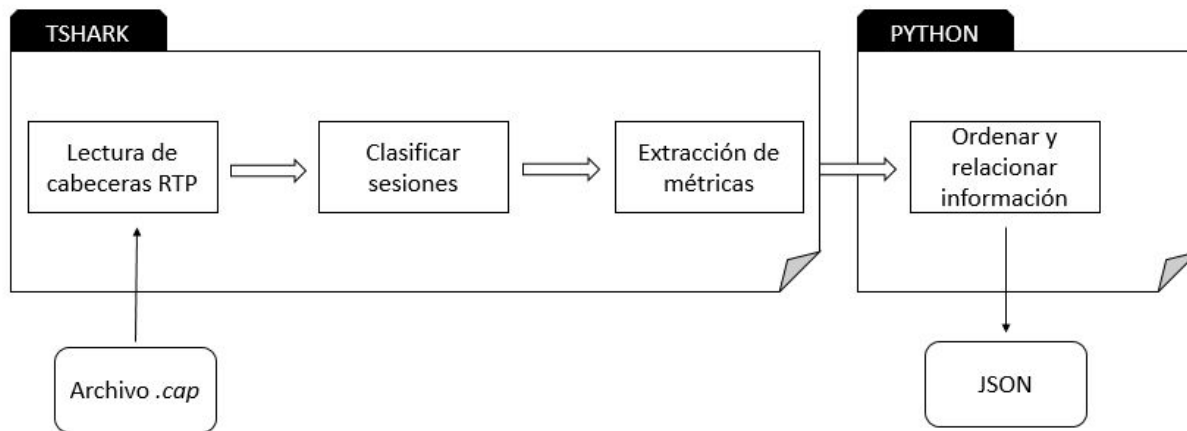 TSHARK
PYTHON
Lectura de
cabeceras RTP
Clasificar
sesiones
Extracción de
métricas
Ordenar y
relacionar
información
Archivo .cap
JSON